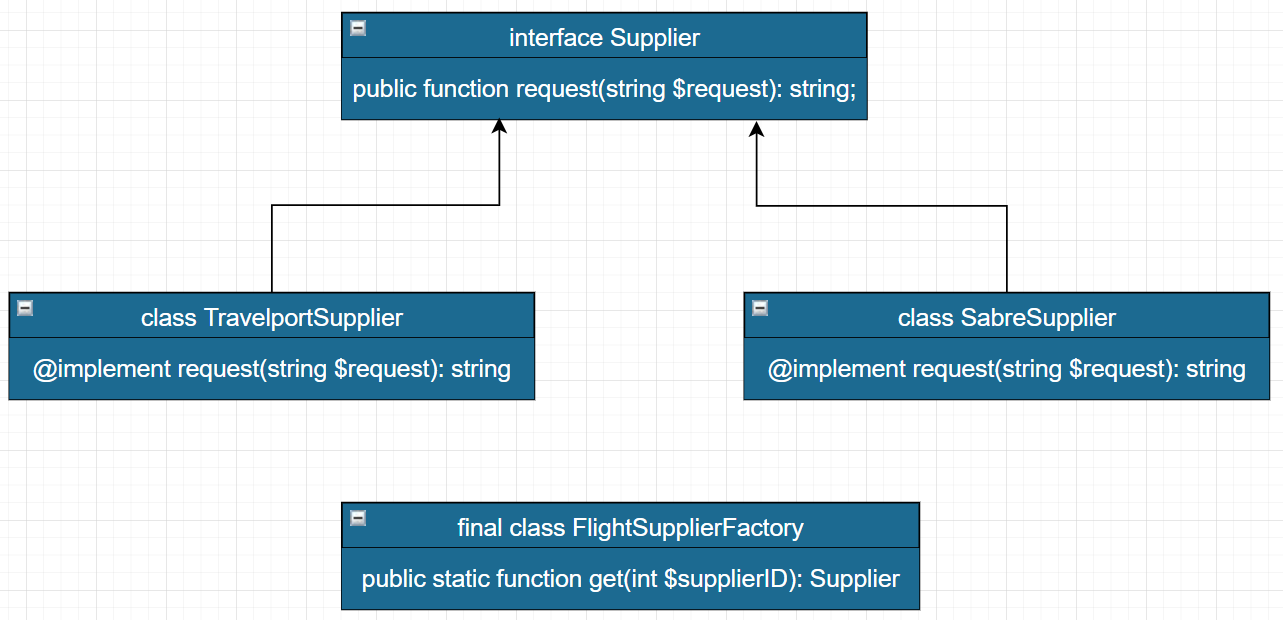 interface Supplier
public function request(string $request): string;
class TravelportSupplier
@implement request(string $request): string
class SabreSupplier
@implement request(string $request): string
final class FlightSupplierFactory
public static function get(int $supplierID): Supplier